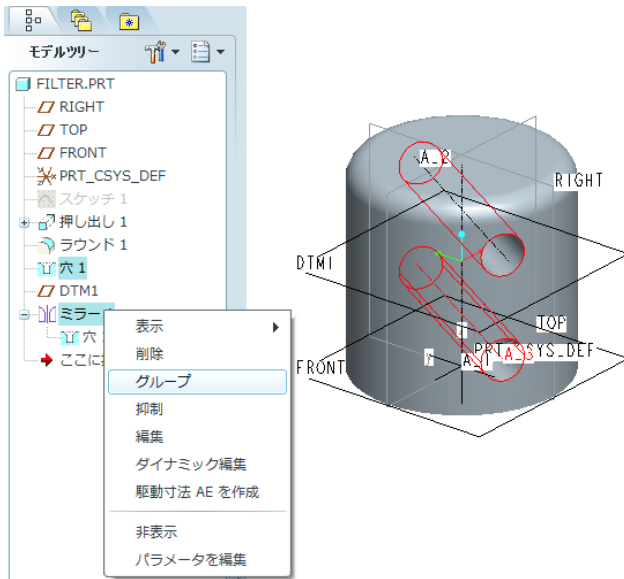 モデルツリー
FILTER.PRT
RIGHT
TOP
FRONT
PRT_CSYS_DEF
スケッチ 1
押し出し 1
ラウンド 1
穴 1
DTM1
ミラー
穴
ここに
表示
削除
グループ
抑制
編集
ダイナミック編集
駆動寸法 AE を作成
非表示
パラメータを編集
A_2
RIGHT
DTM1
TOP
FRONT
A_1
A_3